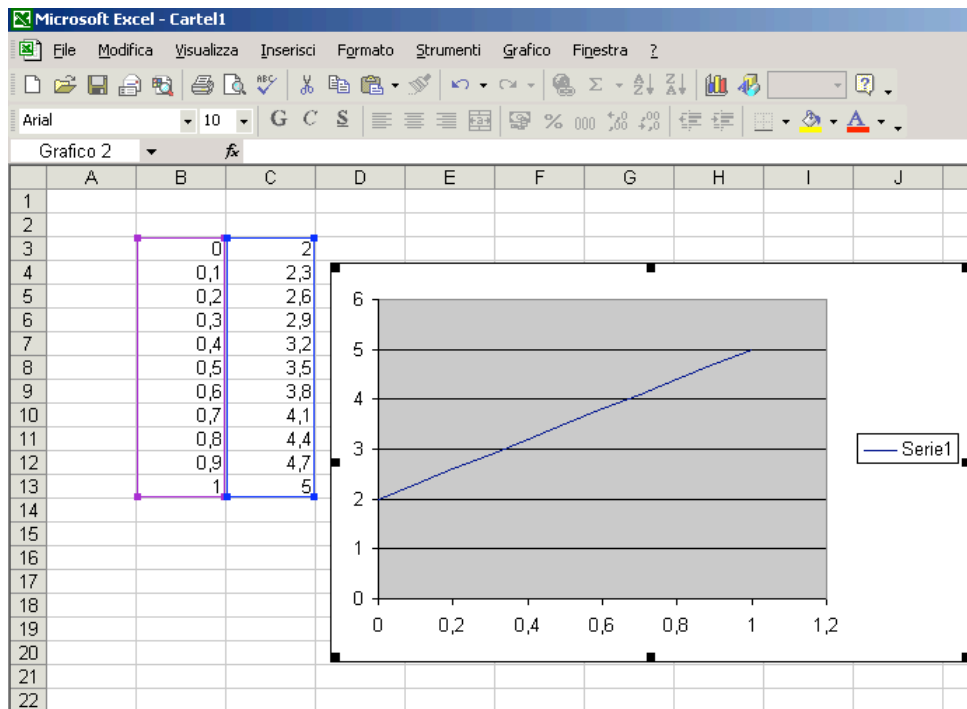 Microsoft Excel - Cartel1
File Modifica Visualizza Inserisci Formato Strumenti Grafico Finestra ?
ABC Σ A Z Z A ?
Arial 10 G C S % 000 ,00 ,0 A
Grafico 2 fx
A B C D E F G H I J
1
2
3 0 2
4 0,1 2,3
5 0,2 2,6
6 0,3 2,9
7 0,4 3,2
8 0,5 3,5
9 0,6 3,8
10 0,7 4,1
11 0,8 4,4
12 0,9 4,7
13 1 5
14
15
16
17
18
19
20
21
22
6
5
4
3
2
1
0
0 0,2 0,4 0,6 0,8 1 1,2
Serie1